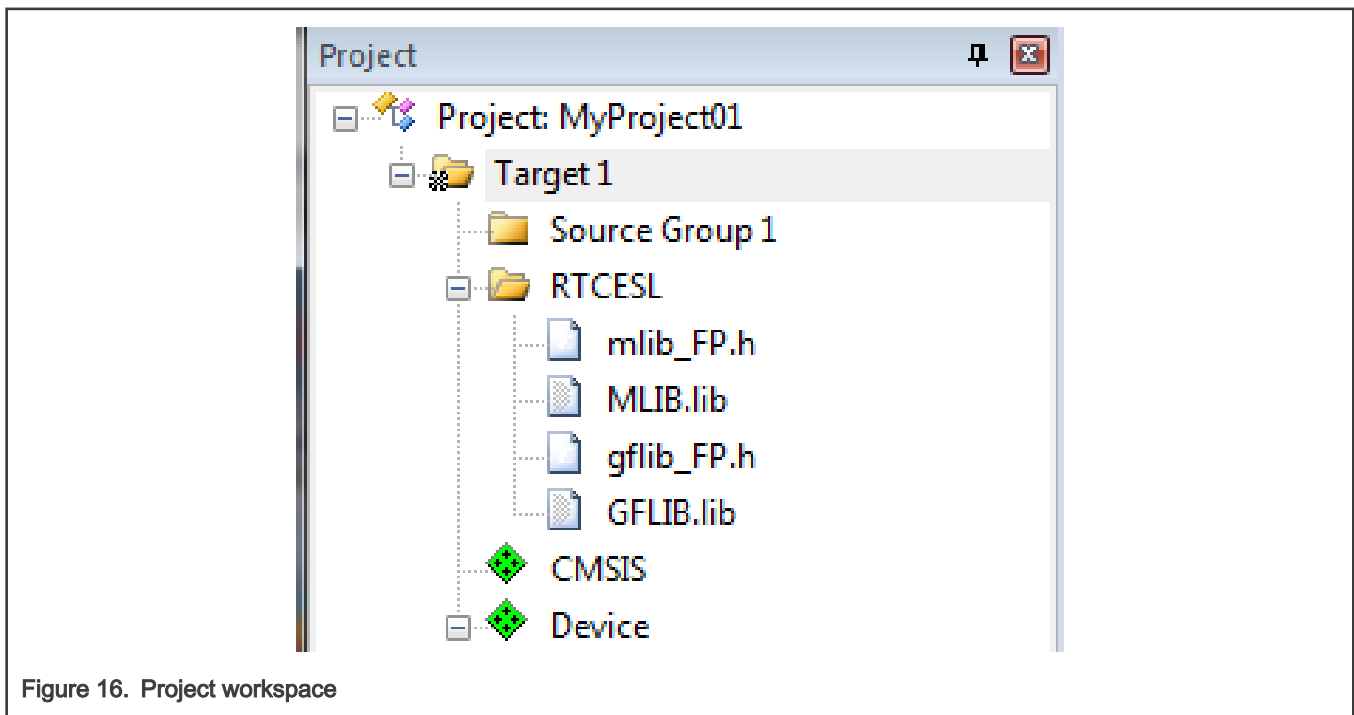 Project
Project: MyProject01
Target 1
Source Group 1
RTCESL
mlib_FP.h
MLIB.lib
gflib_FP.h
GFLIB.lib
CMSIS
Device
Figure 16. Project workspace